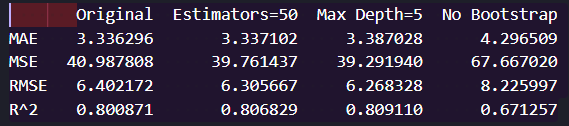 Original Estimators=50 Max Depth=5 No Bootstrap
MAE 3.336296 3.337102 3.387028 4.296509
MSE 40.987808 39.761437 39.291940 67.667020
RMSE 6.402172 6.305667 6.268328 8.225997
R^2 0.800871 0.806829 0.809110 0.671257